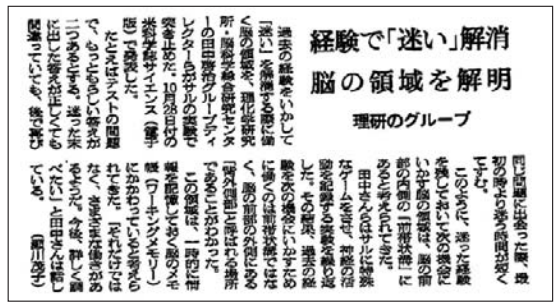 経験で「迷い」解消
脳の領域を解明
理研のグループ
過去の経験をいかして
「迷い」を解消する際に働
く脳の領域を、理化学研究
所・脳科学総合研究センタ
ーの田中啓治グループディ
レクターらがサルの実験で
突き止めた。10月28日付の
米科学誌サイエンス（電子
版）で発表した。
たとえばテストの問題
で、もっともらしい答えが
二つあるとする。迷った末
に出した答えが正しくても
間違っていても、後で再び
同じ問題に出会った際、最
初の時より迷う時間が短く
てすむ。
このように、迷った経験
を残しておいて次の機会に
いかす脳の領域は、脳の前
部の内側の「前帯状溝」に
あると考えられてきた。
田中さんらはサルに特殊
なゲームをさせ、神経の活
動を記録する実験を繰り返
した。その結果、過去の経
験を次の機会にいかすため
に働くのは前帯状溝ではな
く、脳の前部の外側にある
「背外側部」と呼ばれる場所
であることがわかった。
この領域は、一時的に情
報を記憶しておく脳のメモ
帳（ワーキングメモリー）
にかかわっていると考えら
れてきた。「それだけでは
なく、さまざまな働きがあ
るようだ。今後、詳しく調
べたい」と田中さんは話し
ている。（瀬川茂子）